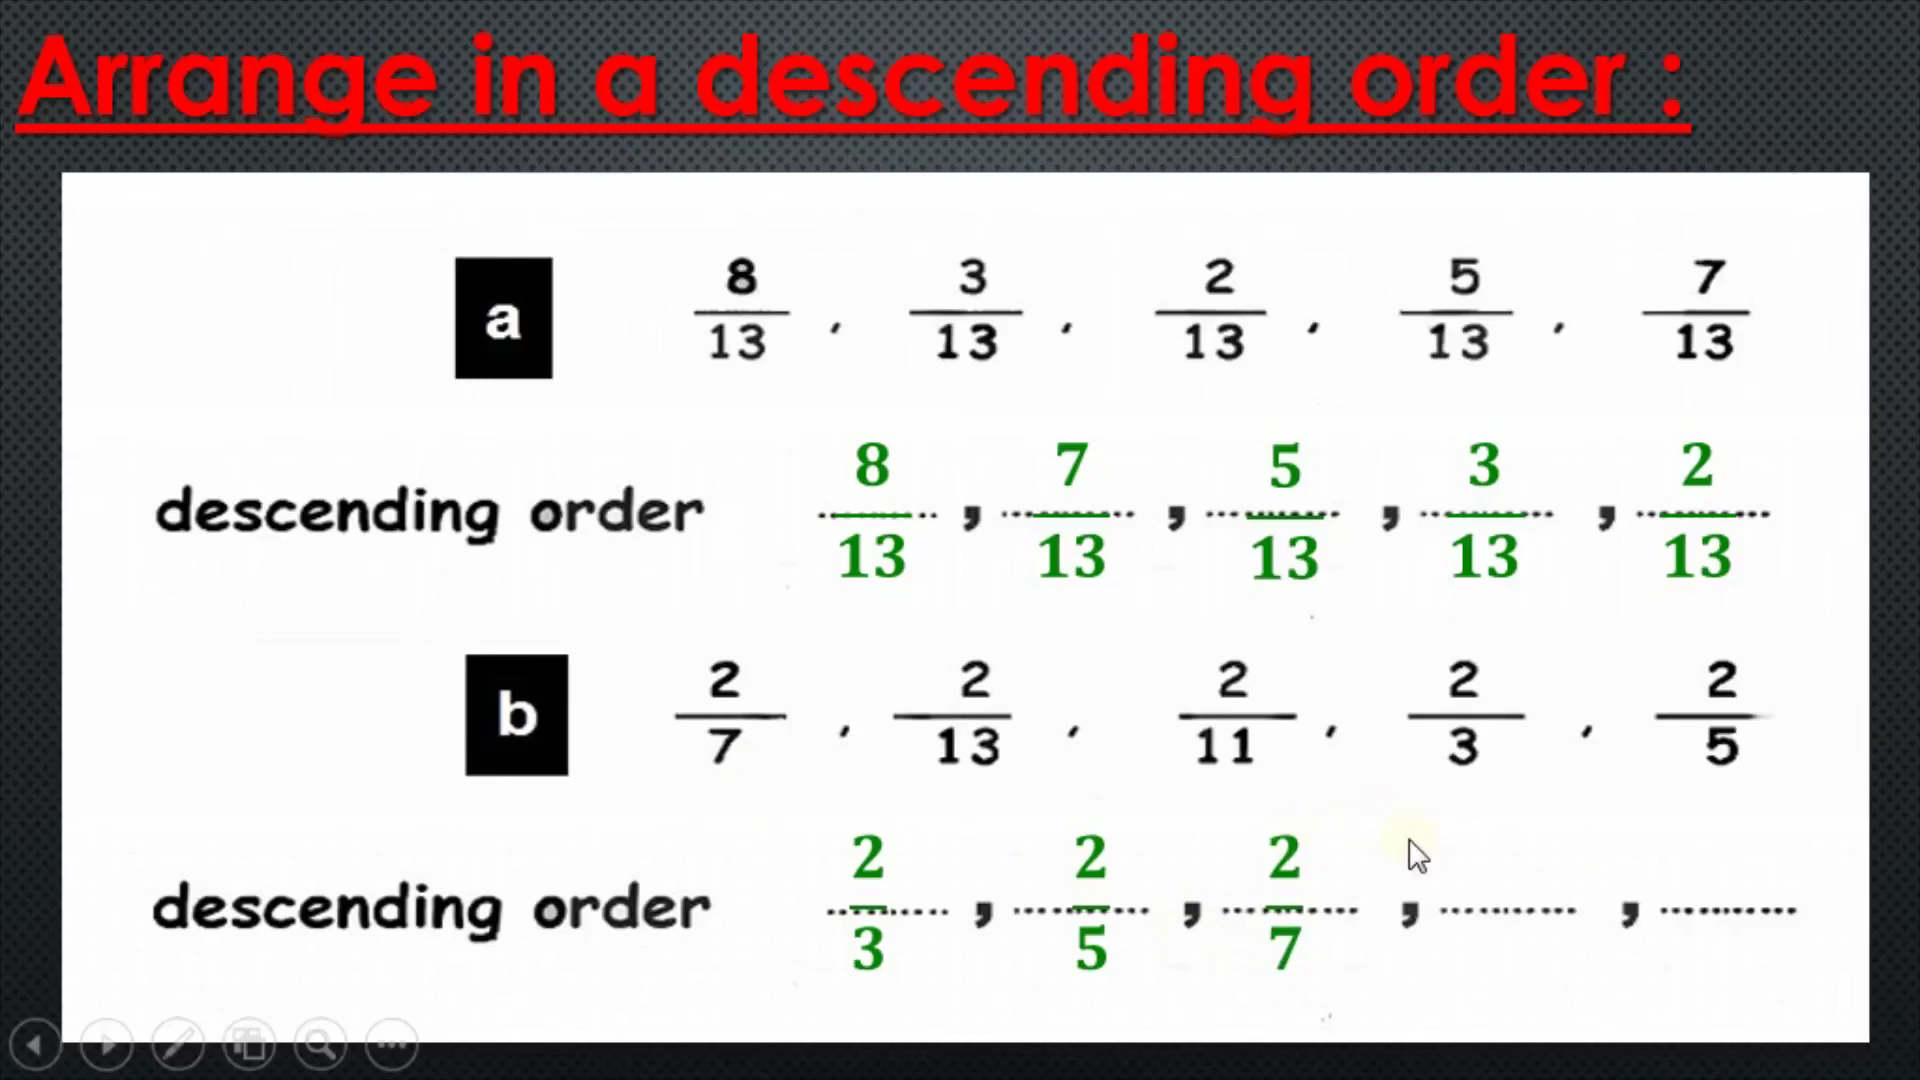 Arrange in a descending order :
a 8/13 , 3/13 , 2/13 , 5/13 , 7/13
descending order 8/13 , 7/13 , 5/13 , 3/13 , 2/13
b 2/7 , 2/13 , 2/11 , 2/3 , 2/5
descending order 2/3 , 2/5 , 2/7 , ........... , ...........